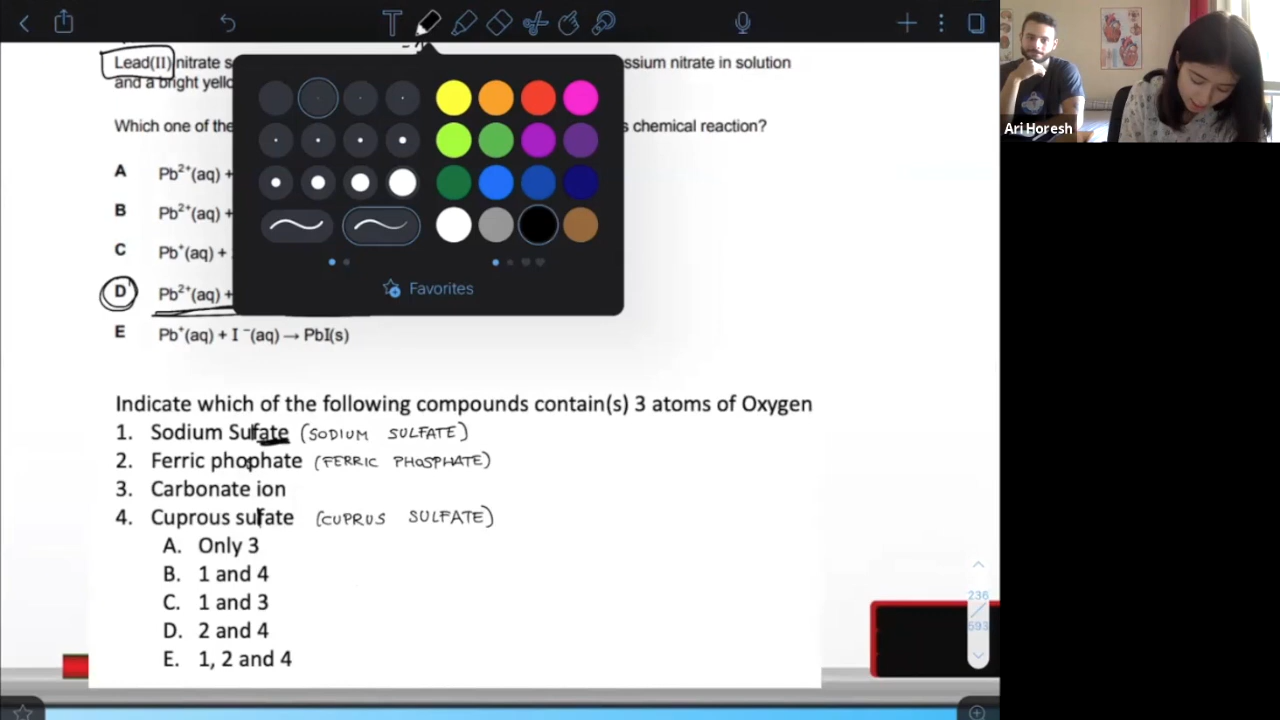 Lead(II) nitrate s ssium nitrate in solution
and a bright yello
Which one of the s chemical reaction?
A Pb²⁺(aq) +
B Pb²⁺(aq) +
C Pb⁺(aq) +
D Pb²⁺(aq) +
E Pb⁺(aq) + I ⁻(aq) → PbI(s)
Favorites
Indicate which of the following compounds contain(s) 3 atoms of Oxygen
1. Sodium Sulfate (SODIUM SULFATE)
2. Ferric phosphate (FERRIC PHOSPHATE)
3. Carbonate ion
4. Cuprous sulfate (CUPRUS SULFATE)
A. Only 3
B. 1 and 4
C. 1 and 3
D. 2 and 4
E. 1, 2 and 4
236
593
Ari Horesh